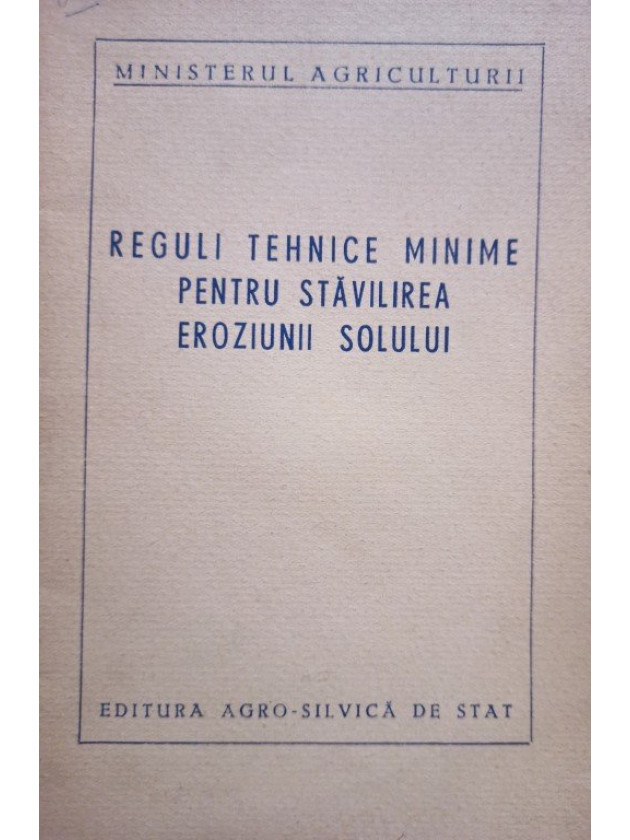 MINISTERUL AGRICULTURII
REGULI TEHNICE MINIME
PENTRU STĂVILIREA
EROZIUNII SOLULUI
EDITURA AGRO-SILVICĂ DE STAT